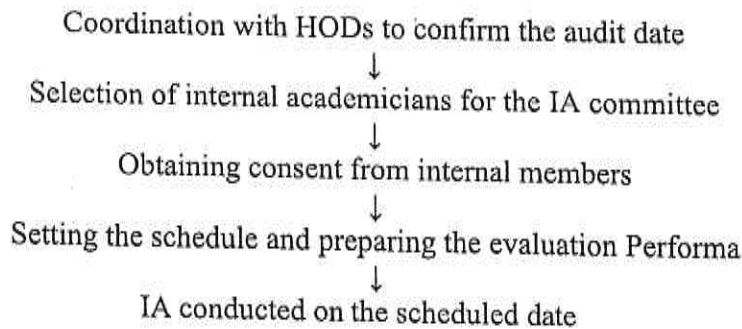 Coordination with HODs to confirm the audit date
↓
Selection of internal academicians for the IA committee
↓
Obtaining consent from internal members
↓
Setting the schedule and preparing the evaluation Performa
↓
IA conducted on the scheduled date